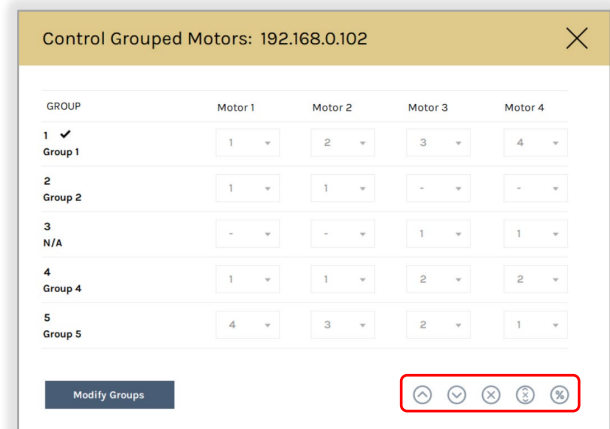 Control Grouped Motors: 192.168.0.102
GROUP Motor 1 Motor 2 Motor 3 Motor 4
1 1 2 3 4
Group 1
2 1 1 - -
Group 2
3 - - 1 1
N/A
4 1 1 2 2
Group 4
5 4 3 2 1
Group 5
Modify Groups %